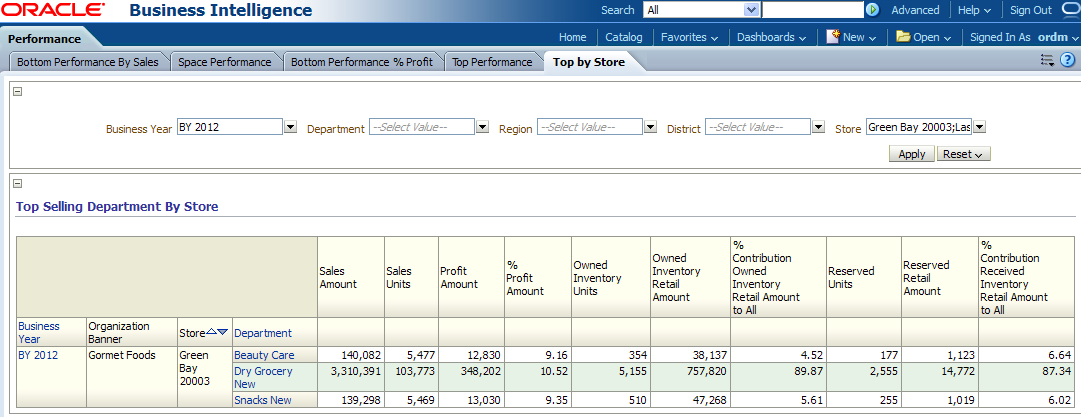 ORACLE Business Intelligence Search All Advanced Help Sign Out
Performance Home Catalog Favorites Dashboards New Open Signed In As ordm
Bottom Performance By Sales Space Performance Bottom Performance % Profit Top Performance Top by Store
Business Year BY 2012 Department --Select Value-- Region --Select Value-- District --Select Value-- Store Green Bay 20003;Las
Apply Reset
Top Selling Department By Store
Sales Amount Sales Units Profit Amount % Profit Amount Owned Inventory Units Owned Inventory Retail Amount % Contribution Owned Inventory Retail Amount to All Reserved Units Reserved Retail Amount % Contribution Received Inventory Retail Amount to All
Business Year Organization Banner Store Department
BY 2012 Gormet Foods Green Bay 20003 Beauty Care 140,082 5,477 12,830 9.16 354 38,137 4.52 177 1,123 6.64
Dry Grocery New 3,310,391 103,773 348,202 10.52 5,155 757,820 89.87 2,555 14,772 87.34
Snacks New 139,298 5,469 13,030 9.35 510 47,268 5.61 255 1,019 6.02